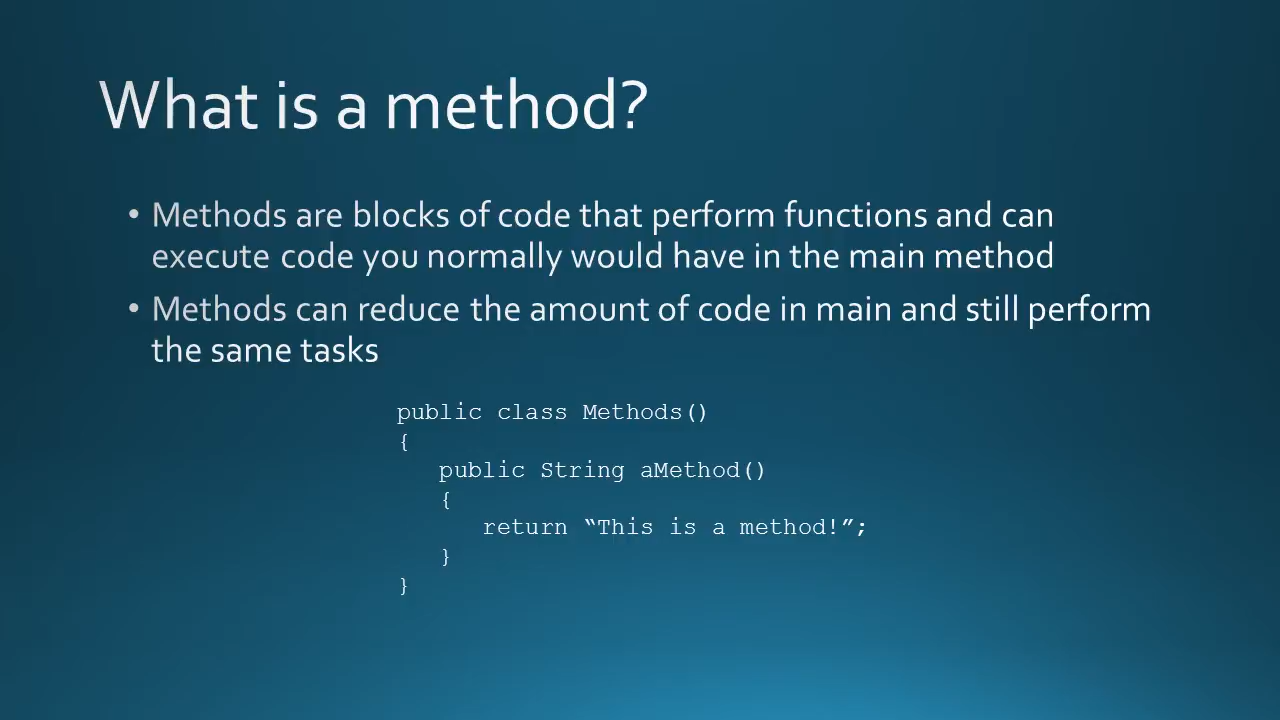 What is a method?
• Methods are blocks of code that perform functions and can
execute code you normally would have in the main method
• Methods can reduce the amount of code in main and still perform
the same tasks
public class Methods()
{
   public String aMethod()
   {
      return “This is a method!”;
   }
}